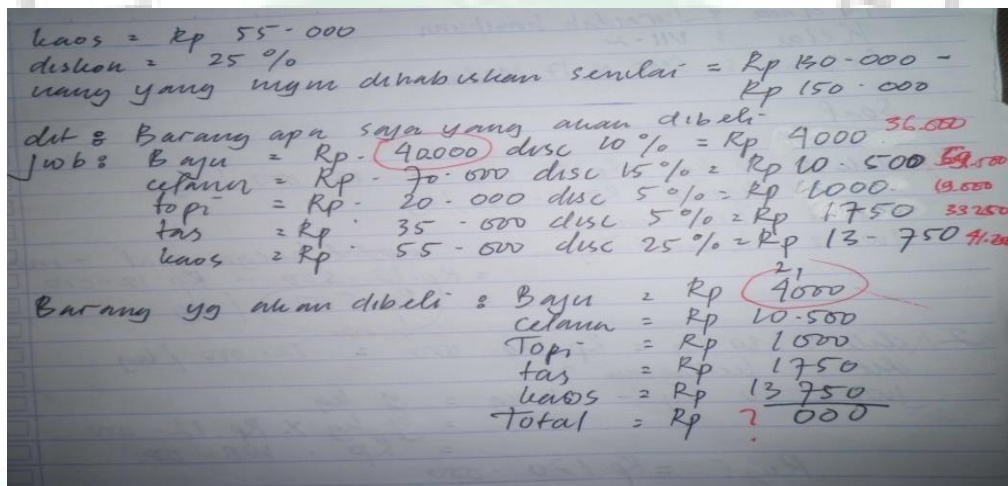 kaos = Rp 55.000
diskon = 25 %
uang yang ingin dihabiskan senilai = Rp 130.000 -
Rp 150.000
dit : Barang apa saja yang akan dibeli.
Jwb : Baju = Rp. 40000 disc 10 % = Rp 4000 36.000
celana = Rp. 70.000 disc 15 % = Rp 10.500 59.500
topi = Rp. 20.000 disc 5 % = Rp 1000. 19.000
tas = Rp 35.000 disc 5 % = Rp 1750 33250
kaos = Rp 55.000 disc 25 % = Rp 13.750
Barang yg akan dibeli : Baju = Rp 4000
celana = Rp 10.500
Topi = Rp 1000
tas = Rp 1750
kaos = Rp 13 750
Total = Rp ? 000